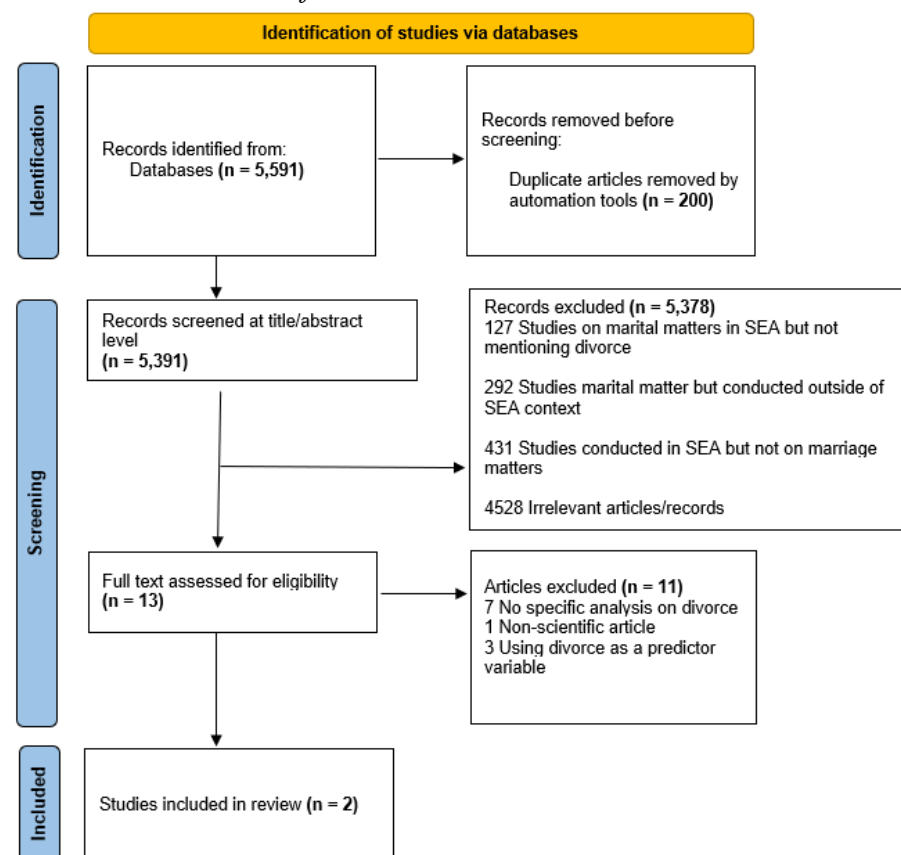 Identification of studies via databases
Identification
Records identified from:
Databases (n = 5,591)
Records removed before
screening:
Duplicate articles removed by
automation tools (n = 200)
Screening
Records screened at title/abstract
level
(n = 5,391)
Records excluded (n = 5,378)
127 Studies on marital matters in SEA but not
mentioning divorce
292 Studies marital matter but conducted outside of
SEA context
431 Studies conducted in SEA but not on marriage
matters
4528 Irrelevant articles/records
Full text assessed for eligibility
(n = 13)
Articles excluded (n = 11)
7 No specific analysis on divorce
1 Non-scientific article
3 Using divorce as a predictor
variable
Included
Studies included in review (n = 2)